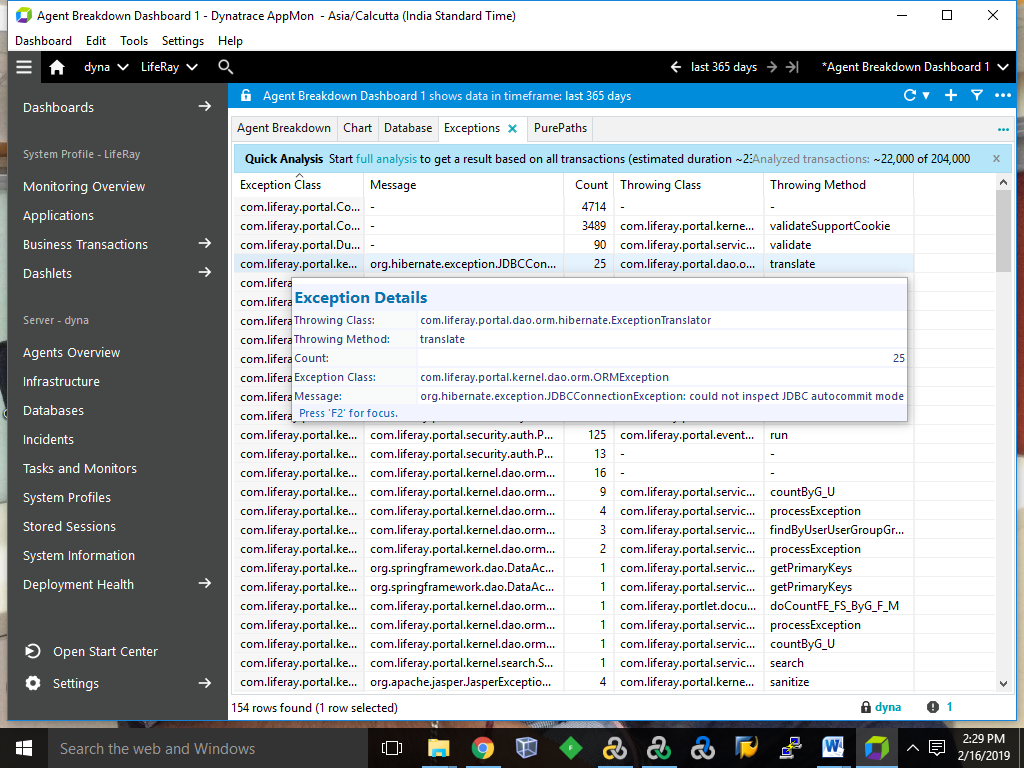 Agent Breakdown Dashboard 1 - Dynatrace AppMon - Asia/Calcutta (India Standard Time)
Dashboard Edit Tools Settings Help
dyna LifeRay last 365 days *Agent Breakdown Dashboard 1
Dashboards
System Profile - LifeRay
Monitoring Overview
Applications
Business Transactions
Dashlets
Server - dyna
Agents Overview
Infrastructure
Databases
Incidents
Tasks and Monitors
System Profiles
Stored Sessions
System Information
Deployment Health
Open Start Center
Settings
Agent Breakdown Dashboard 1 shows data in timeframe: last 365 days
Agent Breakdown Chart Database Exceptions PurePaths
Quick Analysis Start full analysis to get a result based on all transactions (estimated duration ~ Analyzed transactions: ~22,000 of 204,000
Exception Class Message Count Throwing Class Throwing Method
com.liferay.portal.Co... - 4714 - -
com.liferay.portal.Co... - 3489 com.liferay.portal.kerne... validateSupportCookie
com.liferay.portal.Du... - 90 com.liferay.portal.servic... validate
com.liferay.portal.ke... org.hibernate.exception.JDBCCon... 25 com.liferay.portal.dao.o... translate
com.lifera
com.lifera
com.lifera
com.lifera
com.lifera
com.lifera
com.lifera
com.lifera
Exception Details
Throwing Class: com.liferay.portal.dao.orm.hibernate.ExceptionTranslator
Throwing Method: translate
Count: 25
Exception Class: com.liferay.portal.kernel.dao.orm.ORMException
Message: org.hibernate.exception.JDBCConnectionException: could not inspect JDBC autocommit mode
Press 'F2' for focus.
com.liferay.portal.ke... com.liferay.portal.security.auth.P... 125 com.liferay.portal.event... run
com.liferay.portal.ke... com.liferay.portal.security.auth.P... 13 - -
com.liferay.portal.ke... com.liferay.portal.kernel.dao.orm... 16 - -
com.liferay.portal.ke... com.liferay.portal.kernel.dao.orm... 9 com.liferay.portal.servic... countByG_U
com.liferay.portal.ke... com.liferay.portal.kernel.dao.orm... 4 com.liferay.portal.servic... processException
com.liferay.portal.ke... com.liferay.portal.kernel.dao.orm... 3 com.liferay.portal.servic... findByUserUserGroupGr...
com.liferay.portal.ke... com.liferay.portal.kernel.dao.orm... 2 com.liferay.portal.servic... processException
com.liferay.portal.ke... org.springframework.dao.DataAc... 1 com.liferay.portal.servic... getPrimaryKeys
com.liferay.portal.ke... org.springframework.dao.DataAc... 1 com.liferay.portal.servic... getPrimaryKeys
com.liferay.portal.ke... com.liferay.portal.kernel.dao.orm... 1 com.liferay.portlet.docu... doCountFE_FS_ByG_F_M
com.liferay.portal.ke... com.liferay.portal.kernel.dao.orm... 1 com.liferay.portal.servic... processException
com.liferay.portal.ke... com.liferay.portal.kernel.dao.orm... 1 com.liferay.portal.servic... countByG_U
com.liferay.portal.ke... com.liferay.portal.kernel.search.S... 1 com.liferay.portal.servic... search
com.liferay.portal.ke... org.apache.jasper.JasperExceptio... 4 com.liferay.portal.kerne... sanitize
154 rows found (1 row selected) dyna 1
Search the web and Windows
2:29 PM
2/16/2019